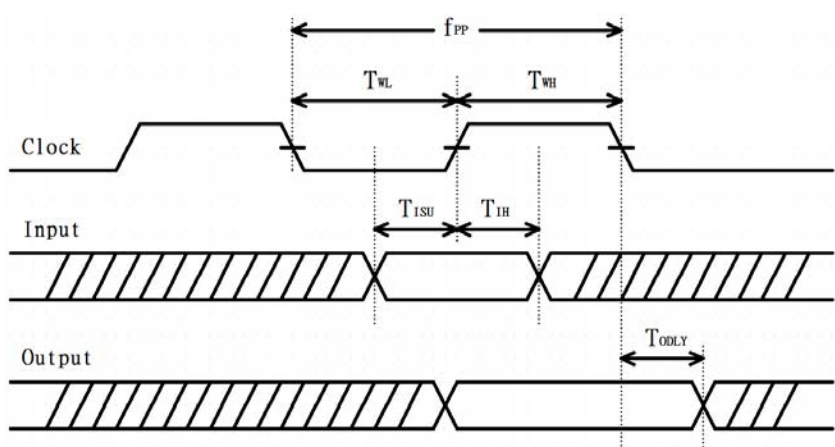 fPP
TWL TWH
Clock
TISU TIH
Input
TODLY
Output